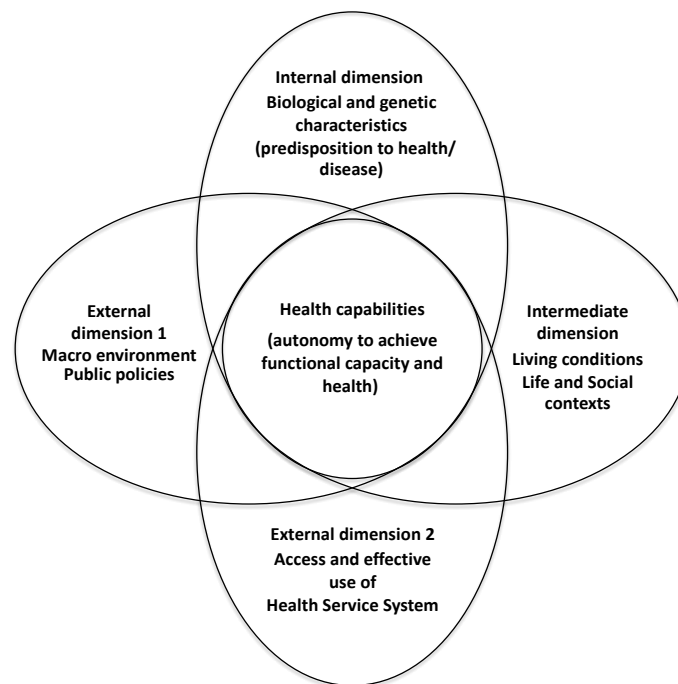 Internal dimension
Biological and genetic
characteristics
(predisposition to health/
disease)
External
dimension 1
Macro environment
Public policies
Health capabilities
(autonomy to achieve
functional capacity and
health)
Intermediate
dimension
Living conditions
Life and Social
contexts
External dimension 2
Access and effective
use of
Health Service System